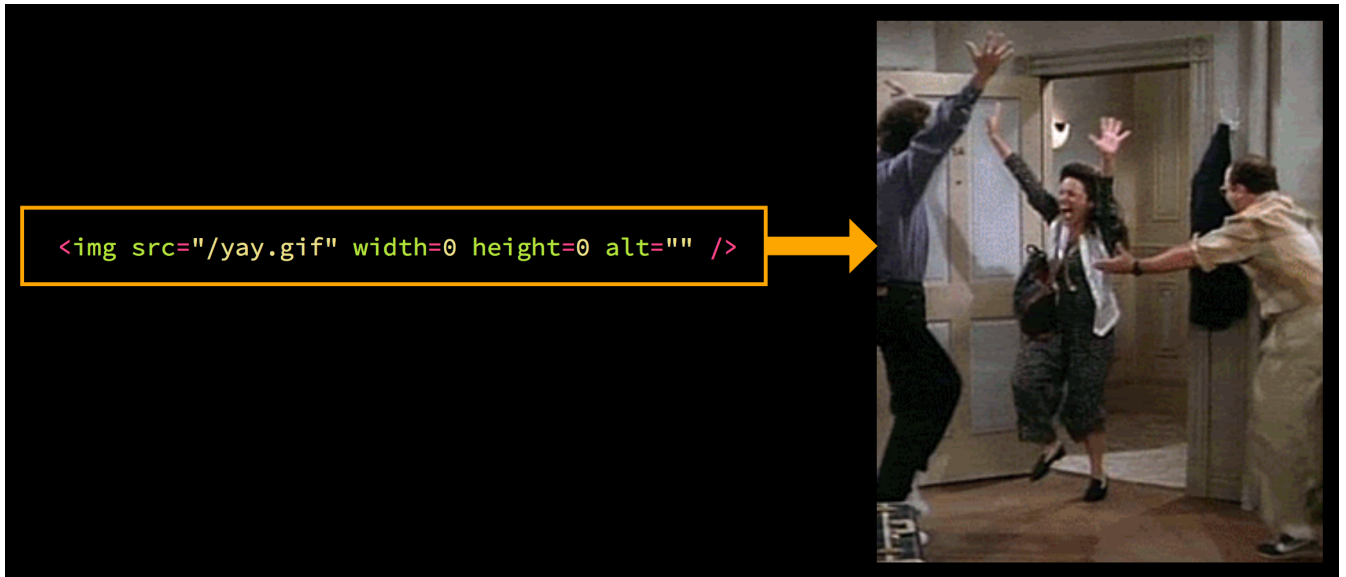 <img src="/yay.gif" width=0 height=0 alt="" />